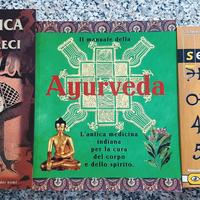 ICA
ECI
Il manuale della
Ayurveda
L'antica medicina
indiana
per la cura
del corpo
e dello spirito.
se